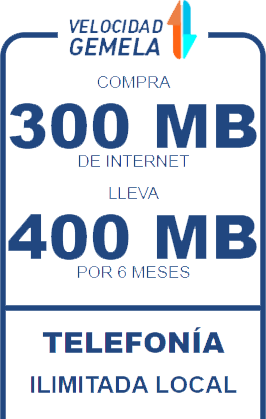 VELOCIDAD
GEMELA
COMPRA
300 MB
DE INTERNET
LLEVA
400 MB
POR 6 MESES
TELEFONÍA
ILIMITADA LOCAL